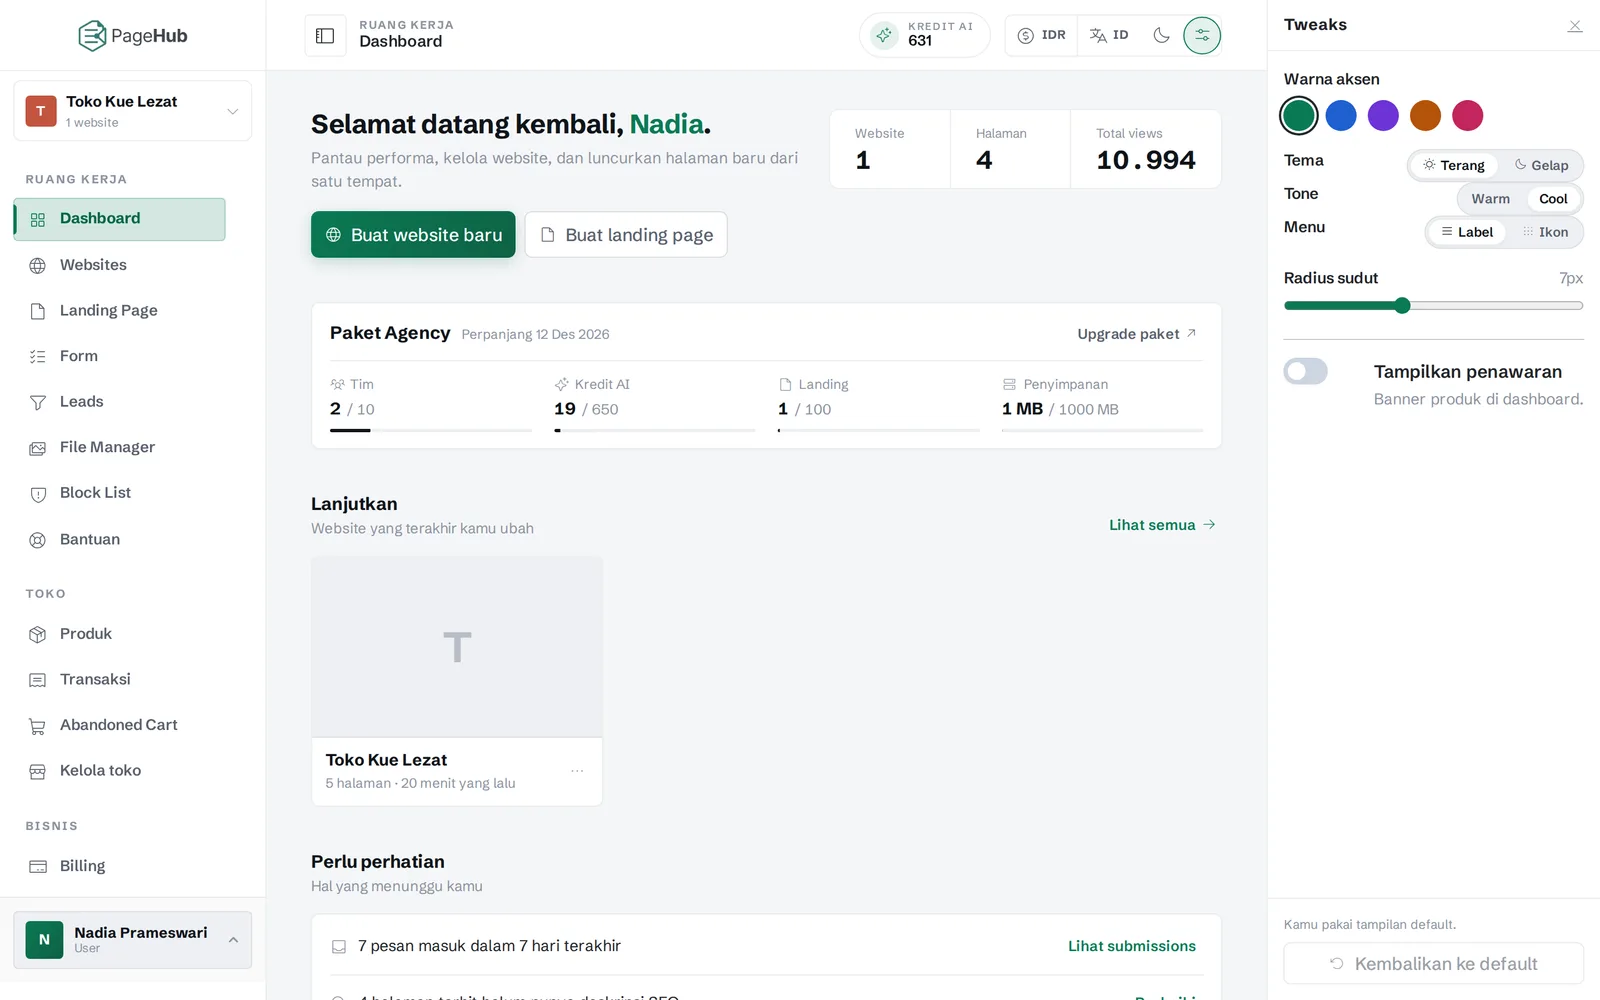 PageHub
Toko Kue Lezat
T
1 website
RUANG KERJA
Dashboard
Websites
Landing Page
Form
Leads
File Manager
Block List
Bantuan
TOKO
Produk
Transaksi
Abandoned Cart
Kelola toko
BISNIS
Billing
N
Nadia Prameswari
User
RUANG KERJA
Dashboard
KREDIT AI
631
IDR
ID
Selamat datang kembali, Nadia.
Pantau performa, kelola website, dan luncurkan halaman baru dari
satu tempat.
Website
1
Halaman
4
Total views
10.994
Buat website baru
Buat landing page
Paket Agency Perpanjang 12 Des 2026
Upgrade paket
Tim
2 / 10
Kredit AI
19 / 650
Landing
1 / 100
Penyimpanan
1 MB / 1000 MB
Lanjutkan
Website yang terakhir kamu ubah
Lihat semua
T
Toko Kue Lezat
5 halaman · 20 menit yang lalu
Perlu perhatian
Hal yang menunggu kamu
7 pesan masuk dalam 7 hari terakhir
Lihat submissions
Tweaks
Warna aksen
Tema
Terang
Gelap
Tone
Warm
Cool
Menu
Label
Ikon
Radius sudut
7px
Tampilkan penawaran
Banner produk di dashboard.
Kamu pakai tampilan default.
Kembalikan ke default